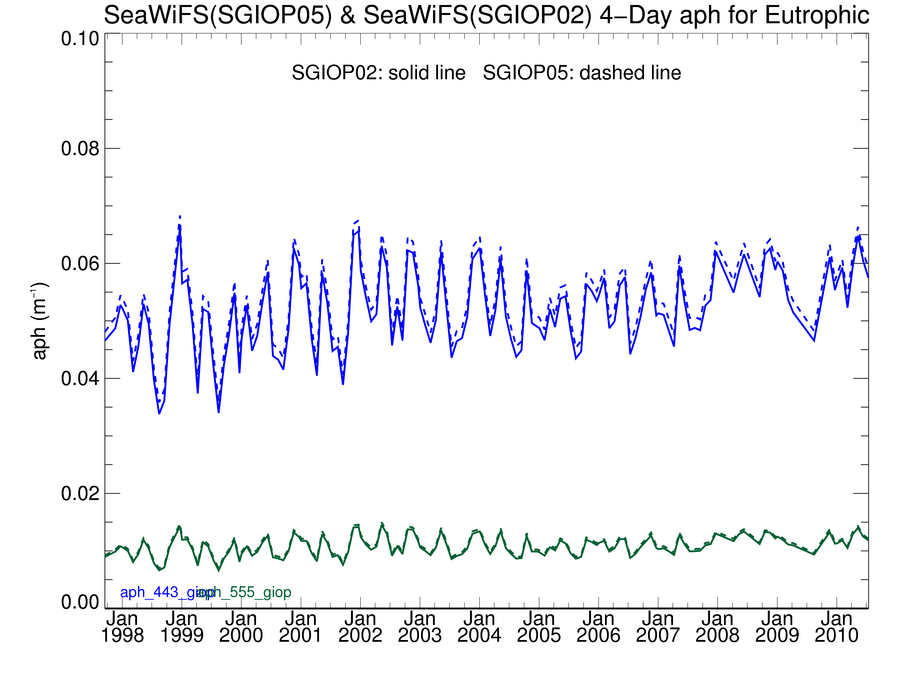 SeaWiFS(SGIOP05) & SeaWiFS(SGIOP02) 4−Day aph for Eutrophic
SGIOP02: solid line SGIOP05: dashed line
0.10
0.08
0.06
0.04
0.02
0.00
aph (m⁻¹)
aph_443_giop aph_555_giop
Jan Jan Jan Jan Jan Jan Jan Jan Jan Jan Jan Jan Jan
1998 1999 2000 2001 2002 2003 2004 2005 2006 2007 2008 2009 2010